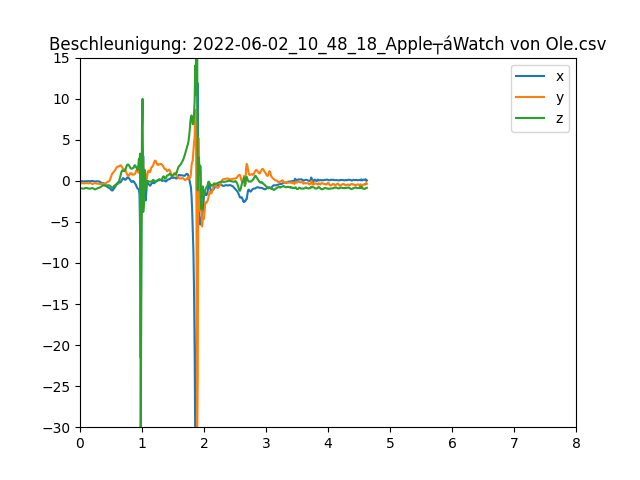 Beschleunigung: 2022-06-02_10_48_18_Apple┬áWatch von Ole.csv
15
10
5
0
−5
−10
−15
−20
−25
−30
0 1 2 3 4 5 6 7 8
x
y
z